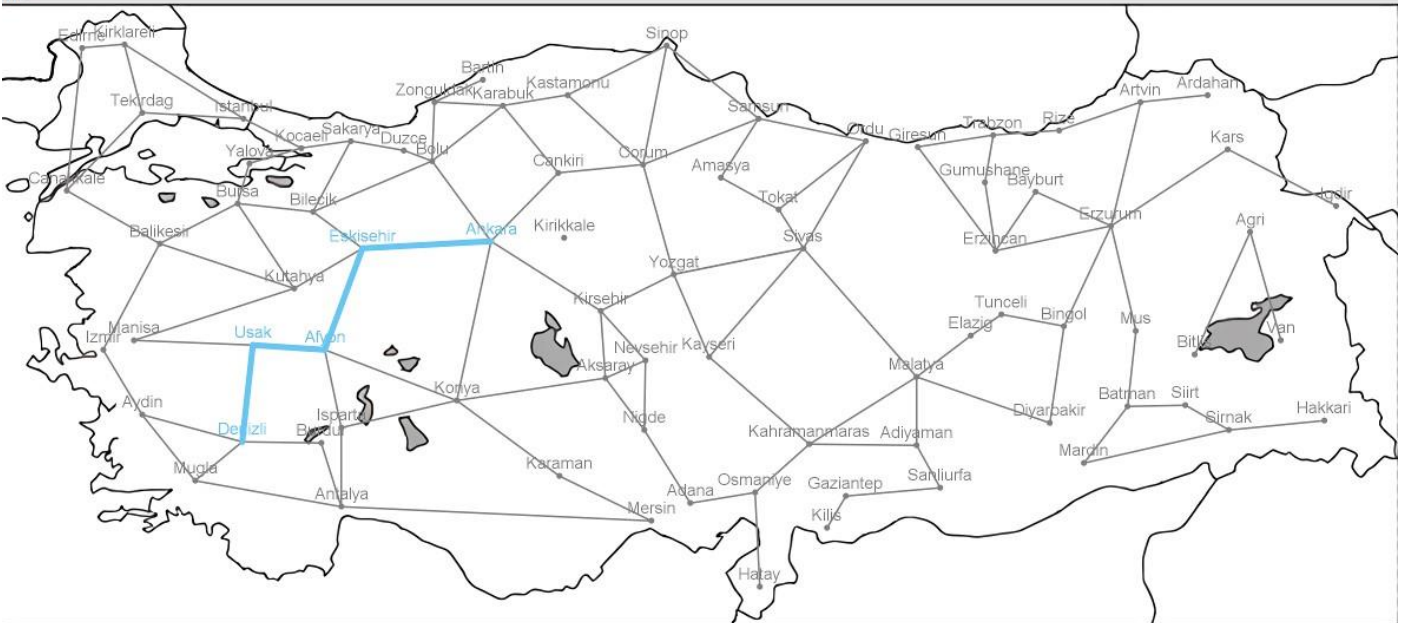 Sinop
Edirne
Kirklareli
Bartin
Zonguldak
Karabuk
Kastamonu
Ardahan
Artvin
Tekirdag
Istanbul
Samsun
Kocaeli
Sakarya
Duzce
Bolu
Ordu
Giresun
Trabzon
Rize
Kars
Yalova
Cankiri
Corum
Amasya
Gumushane
Bayburt
Canakkale
Bursa
Bilecik
Tokat
Igdir
Balikesir
Eskisehir
Ankara
Kirikkale
Sivas
Erzincan
Erzurum
Agri
Kutahya
Yozgat
Kirsehir
Tunceli
Bingol
Mus
Izmir
Manisa
Usak
Afyon
Nevsehir
Kayseri
Elazig
Bitlis
Van
Aksaray
Malatya
Konya
Aydin
Isparta
Nigde
Diyarbakir
Batman
Siirt
Sirnak
Hakkari
Denizli
Burdur
Kahramanmaras
Adiyaman
Mardin
Mugla
Karaman
Antalya
Mersin
Adana
Osmaniye
Gaziantep
Sanliurfa
Kilis
Hatay